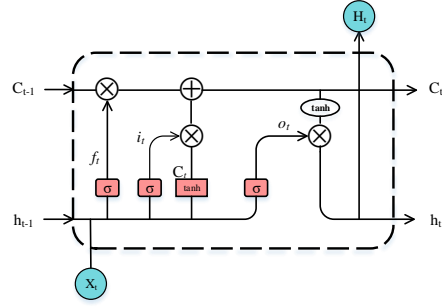 H_t
C_{t-1}
C_t
tanh
f_t
i_t
o_t
C_t
σ
σ
tanh
σ
h_{t-1}
h_t
X_t